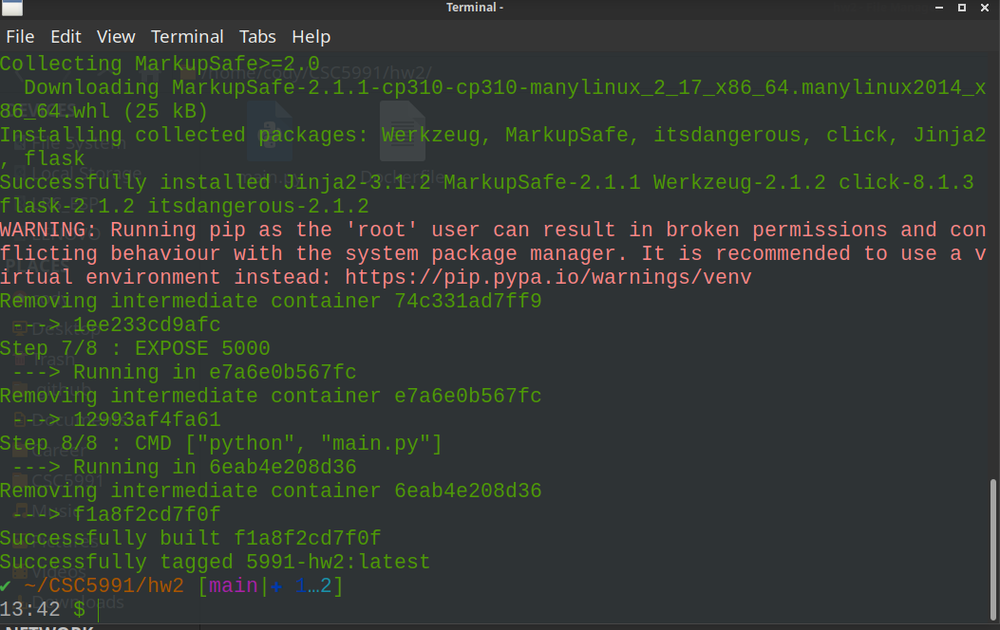 Terminal -
File Edit View Terminal Tabs Help
Collecting MarkupSafe>=2.0
  Downloading MarkupSafe-2.1.1-cp310-cp310-manylinux_2_17_x86_64.manylinux2014_x
86_64.whl (25 kB)
Installing collected packages: Werkzeug, MarkupSafe, itsdangerous, click, Jinja2
, flask
Successfully installed Jinja2-3.1.2 MarkupSafe-2.1.1 Werkzeug-2.1.2 click-8.1.3
flask-2.1.2 itsdangerous-2.1.2
WARNING: Running pip as the 'root' user can result in broken permissions and con
flicting behaviour with the system package manager. It is recommended to use a v
irtual environment instead: https://pip.pypa.io/warnings/venv
Removing intermediate container 74c331ad7ff9
 ---> 1ee233cd9afc
Step 7/8 : EXPOSE 5000
 ---> Running in e7a6e0b567fc
Removing intermediate container e7a6e0b567fc
 ---> 12993af4fa61
Step 8/8 : CMD ["python", "main.py"]
 ---> Running in 6eab4e208d36
Removing intermediate container 6eab4e208d36
 ---> f1a8f2cd7f0f
Successfully built f1a8f2cd7f0f
Successfully tagged 5991-hw2:latest
✔ ~/CSC5991/hw2 [main|✚ 1…2]
13:42 $
NETWORK